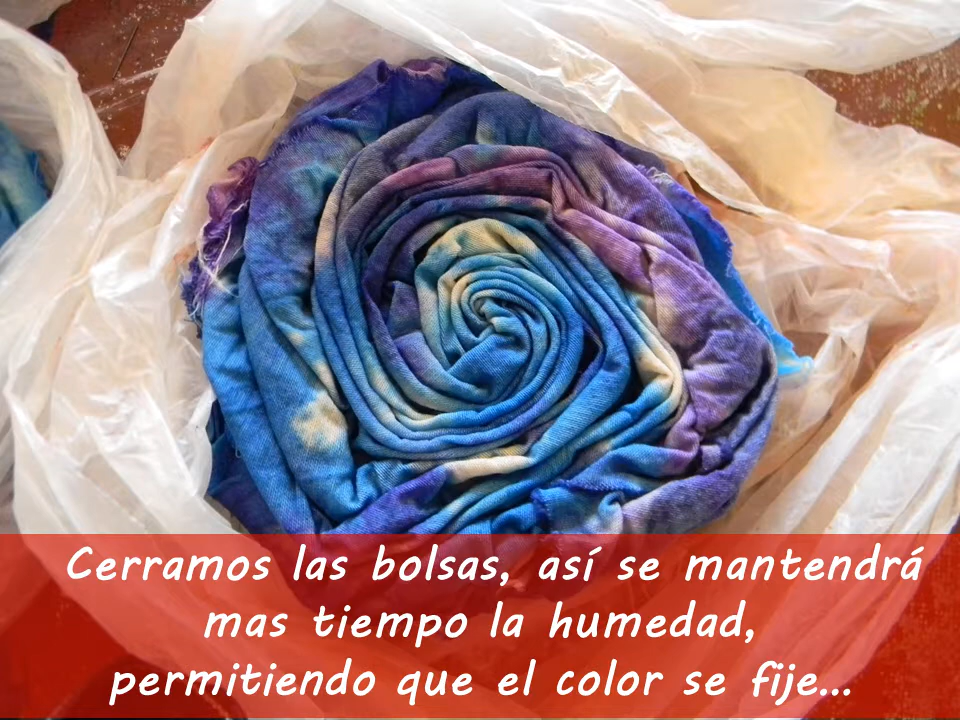 Cerramos las bolsas, así se mantendrá
mas tiempo la humedad,
permitiendo que el color se fije...